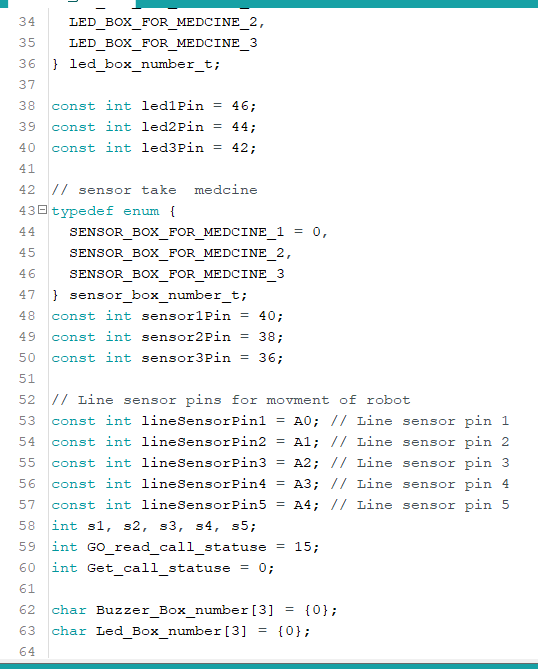 34 LED_BOX_FOR_MEDCINE_2,
35 LED_BOX_FOR_MEDCINE_3
36 } led_box_number_t;
37
38 const int led1Pin = 46;
39 const int led2Pin = 44;
40 const int led3Pin = 42;
41
42 // sensor take  medcine
43 typedef enum {
44 SENSOR_BOX_FOR_MEDCINE_1 = 0,
45 SENSOR_BOX_FOR_MEDCINE_2,
46 SENSOR_BOX_FOR_MEDCINE_3
47 } sensor_box_number_t;
48 const int sensor1Pin = 40;
49 const int sensor2Pin = 38;
50 const int sensor3Pin = 36;
51
52 // Line sensor pins for movment of robot
53 const int lineSensorPin1 = A0; // Line sensor pin 1
54 const int lineSensorPin2 = A1; // Line sensor pin 2
55 const int lineSensorPin3 = A2; // Line sensor pin 3
56 const int lineSensorPin4 = A3; // Line sensor pin 4
57 const int lineSensorPin5 = A4; // Line sensor pin 5
58 int s1, s2, s3, s4, s5;
59 int GO_read_call_statuse = 15;
60 int Get_call_statuse = 0;
61
62 char Buzzer_Box_number[3] = {0};
63 char Led_Box_number[3] = {0};
64